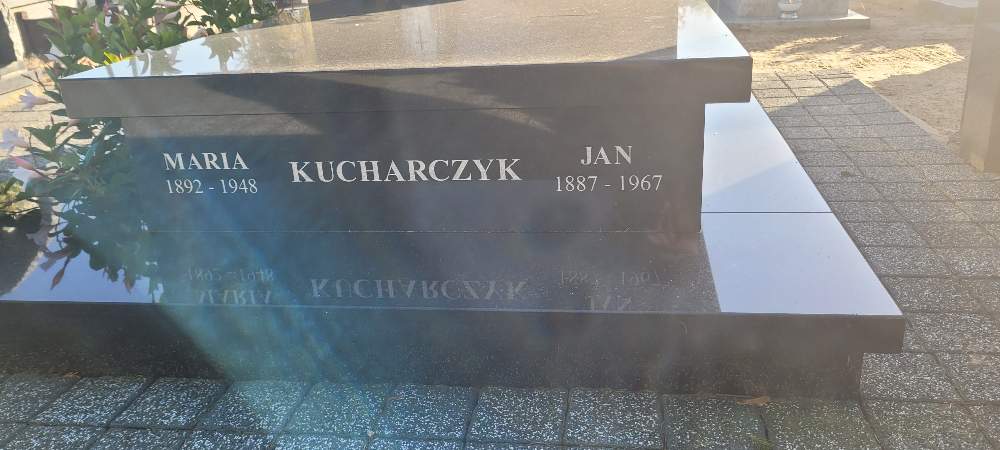 MARIA
1892 - 1948
KUCHARCZYK
JAN
1887 - 1967